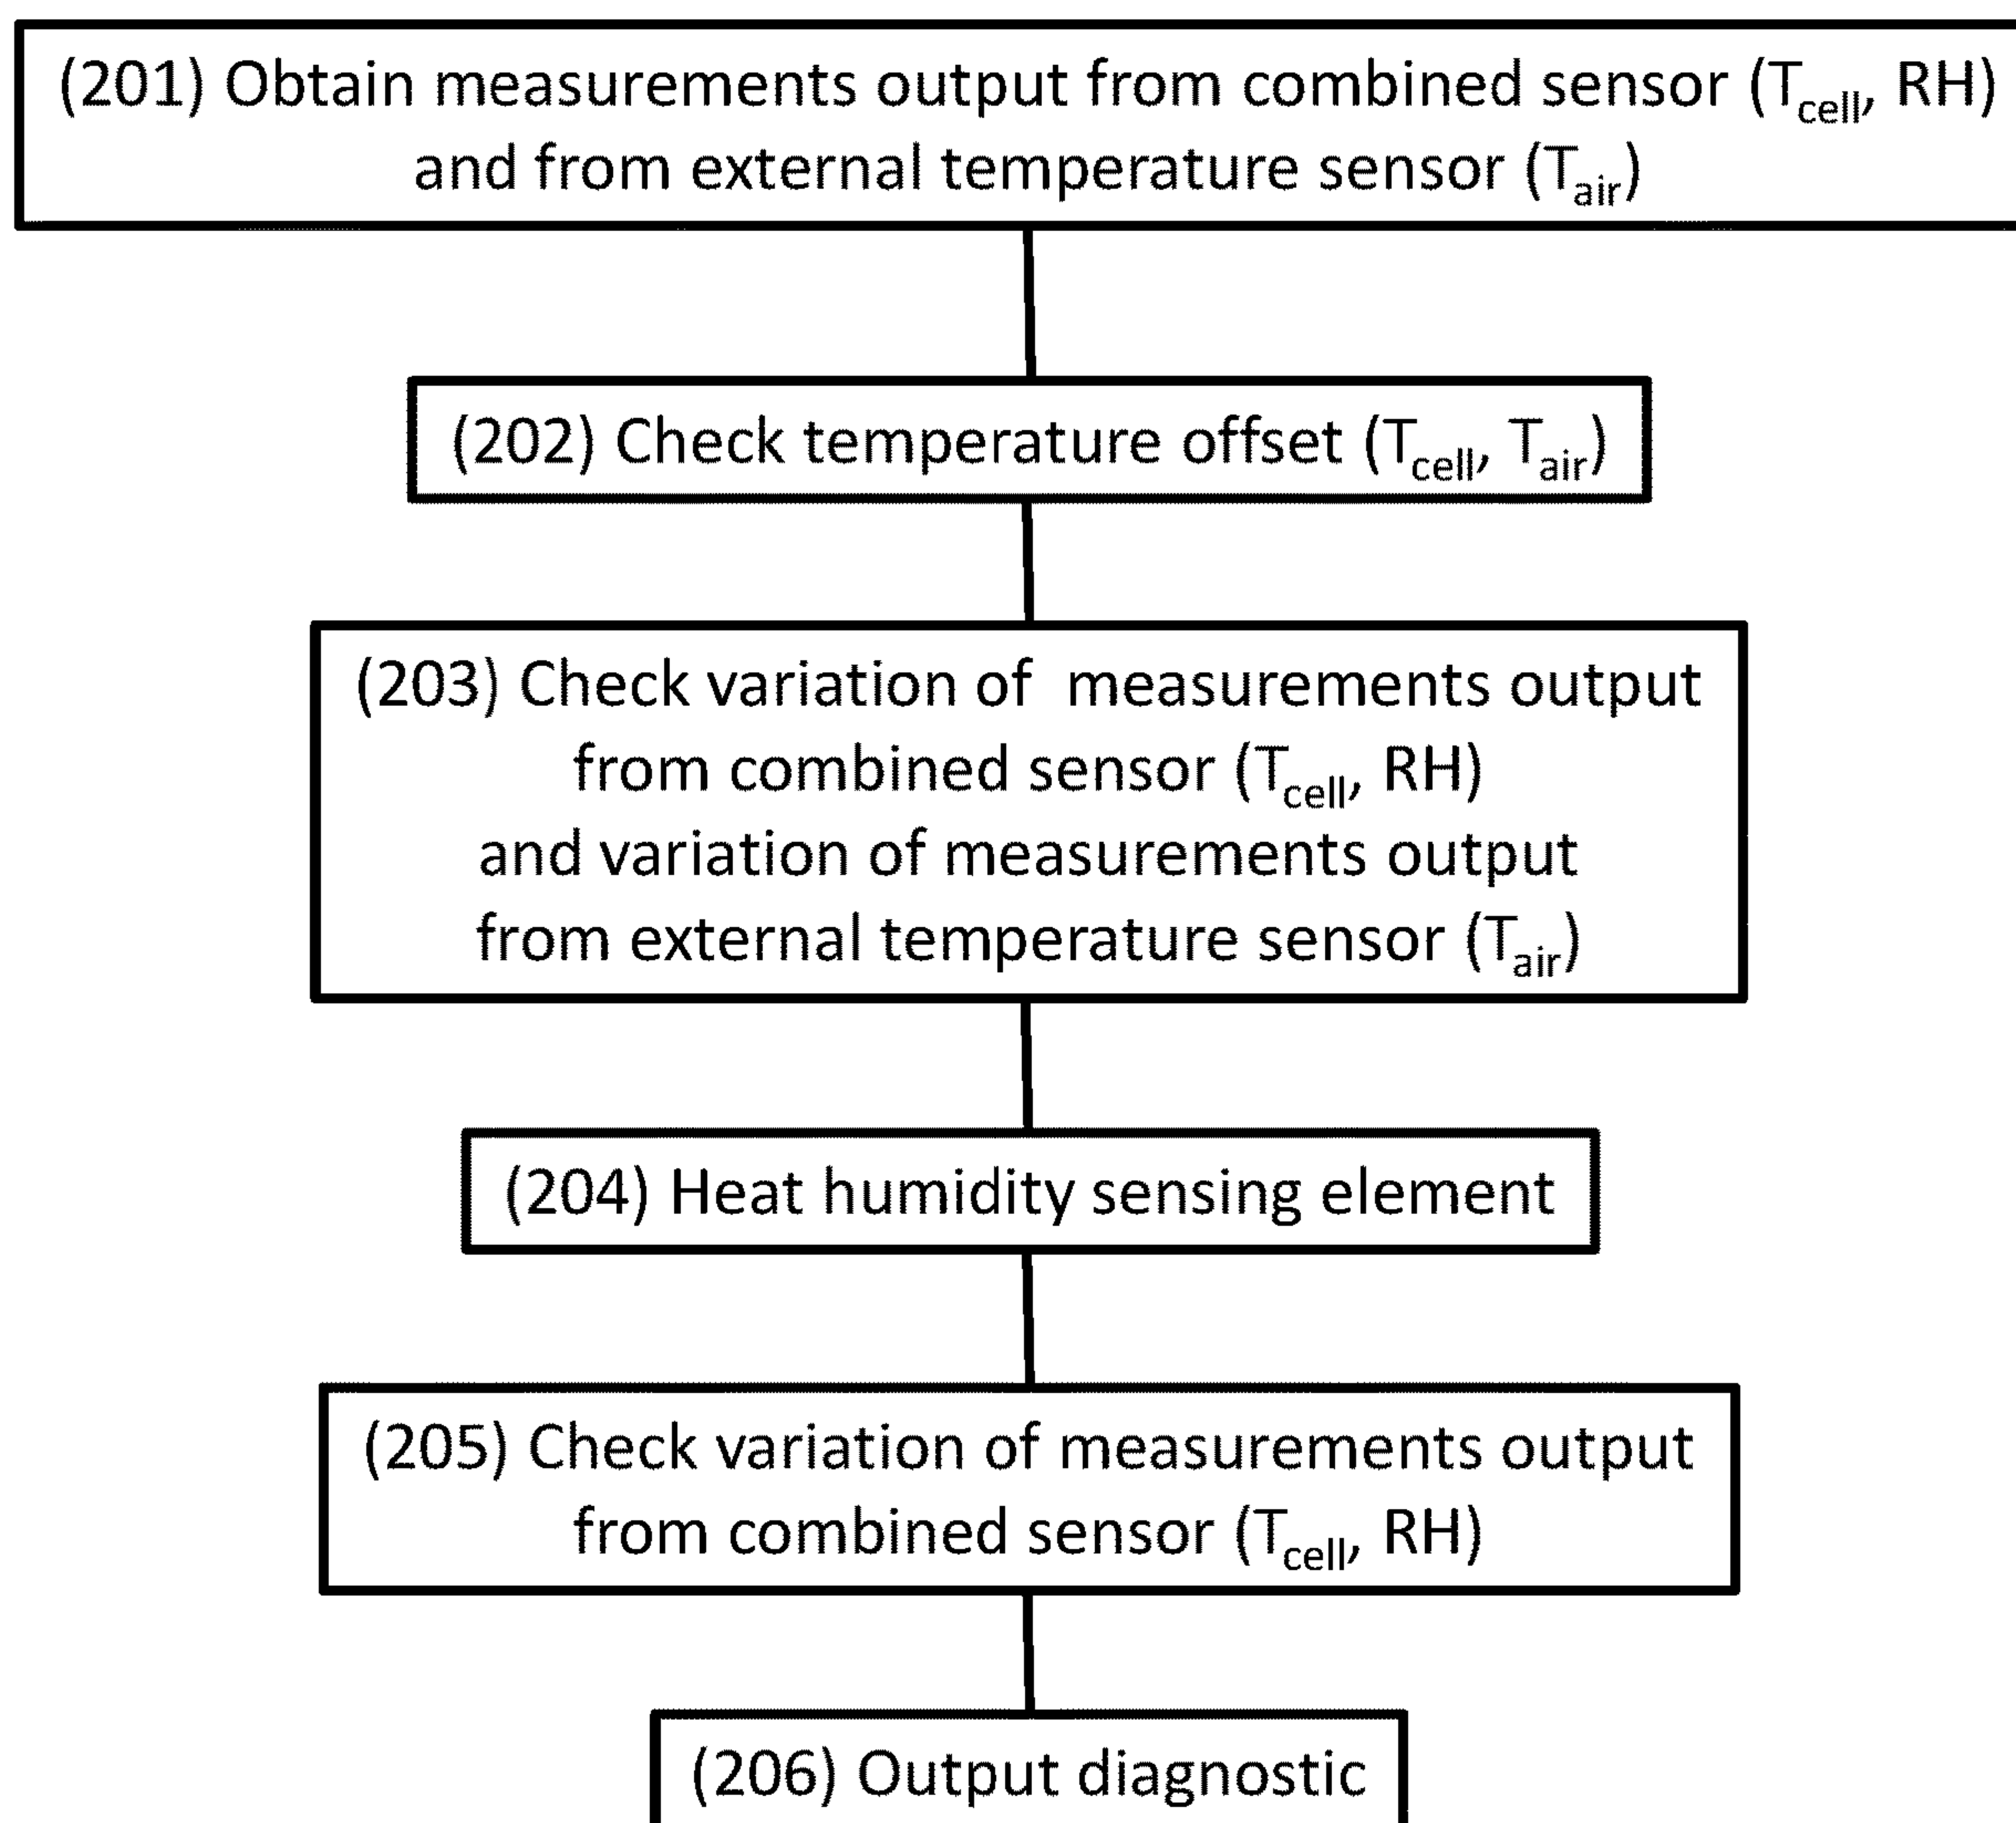 (201) Obtain measurements output from combined sensor (Tcell, RH)
and from external temperature sensor (Tair)
(202) Check temperature offset (Tcell, Tair)
(203) Check variation of measurements output
from combined sensor (Tcell, RH)
and variation of measurements output
from external temperature sensor (Tair)
(204) Heat humidity sensing element
(205) Check variation of measurements output
from combined sensor (Tcell, RH)
(206) Output diagnostic